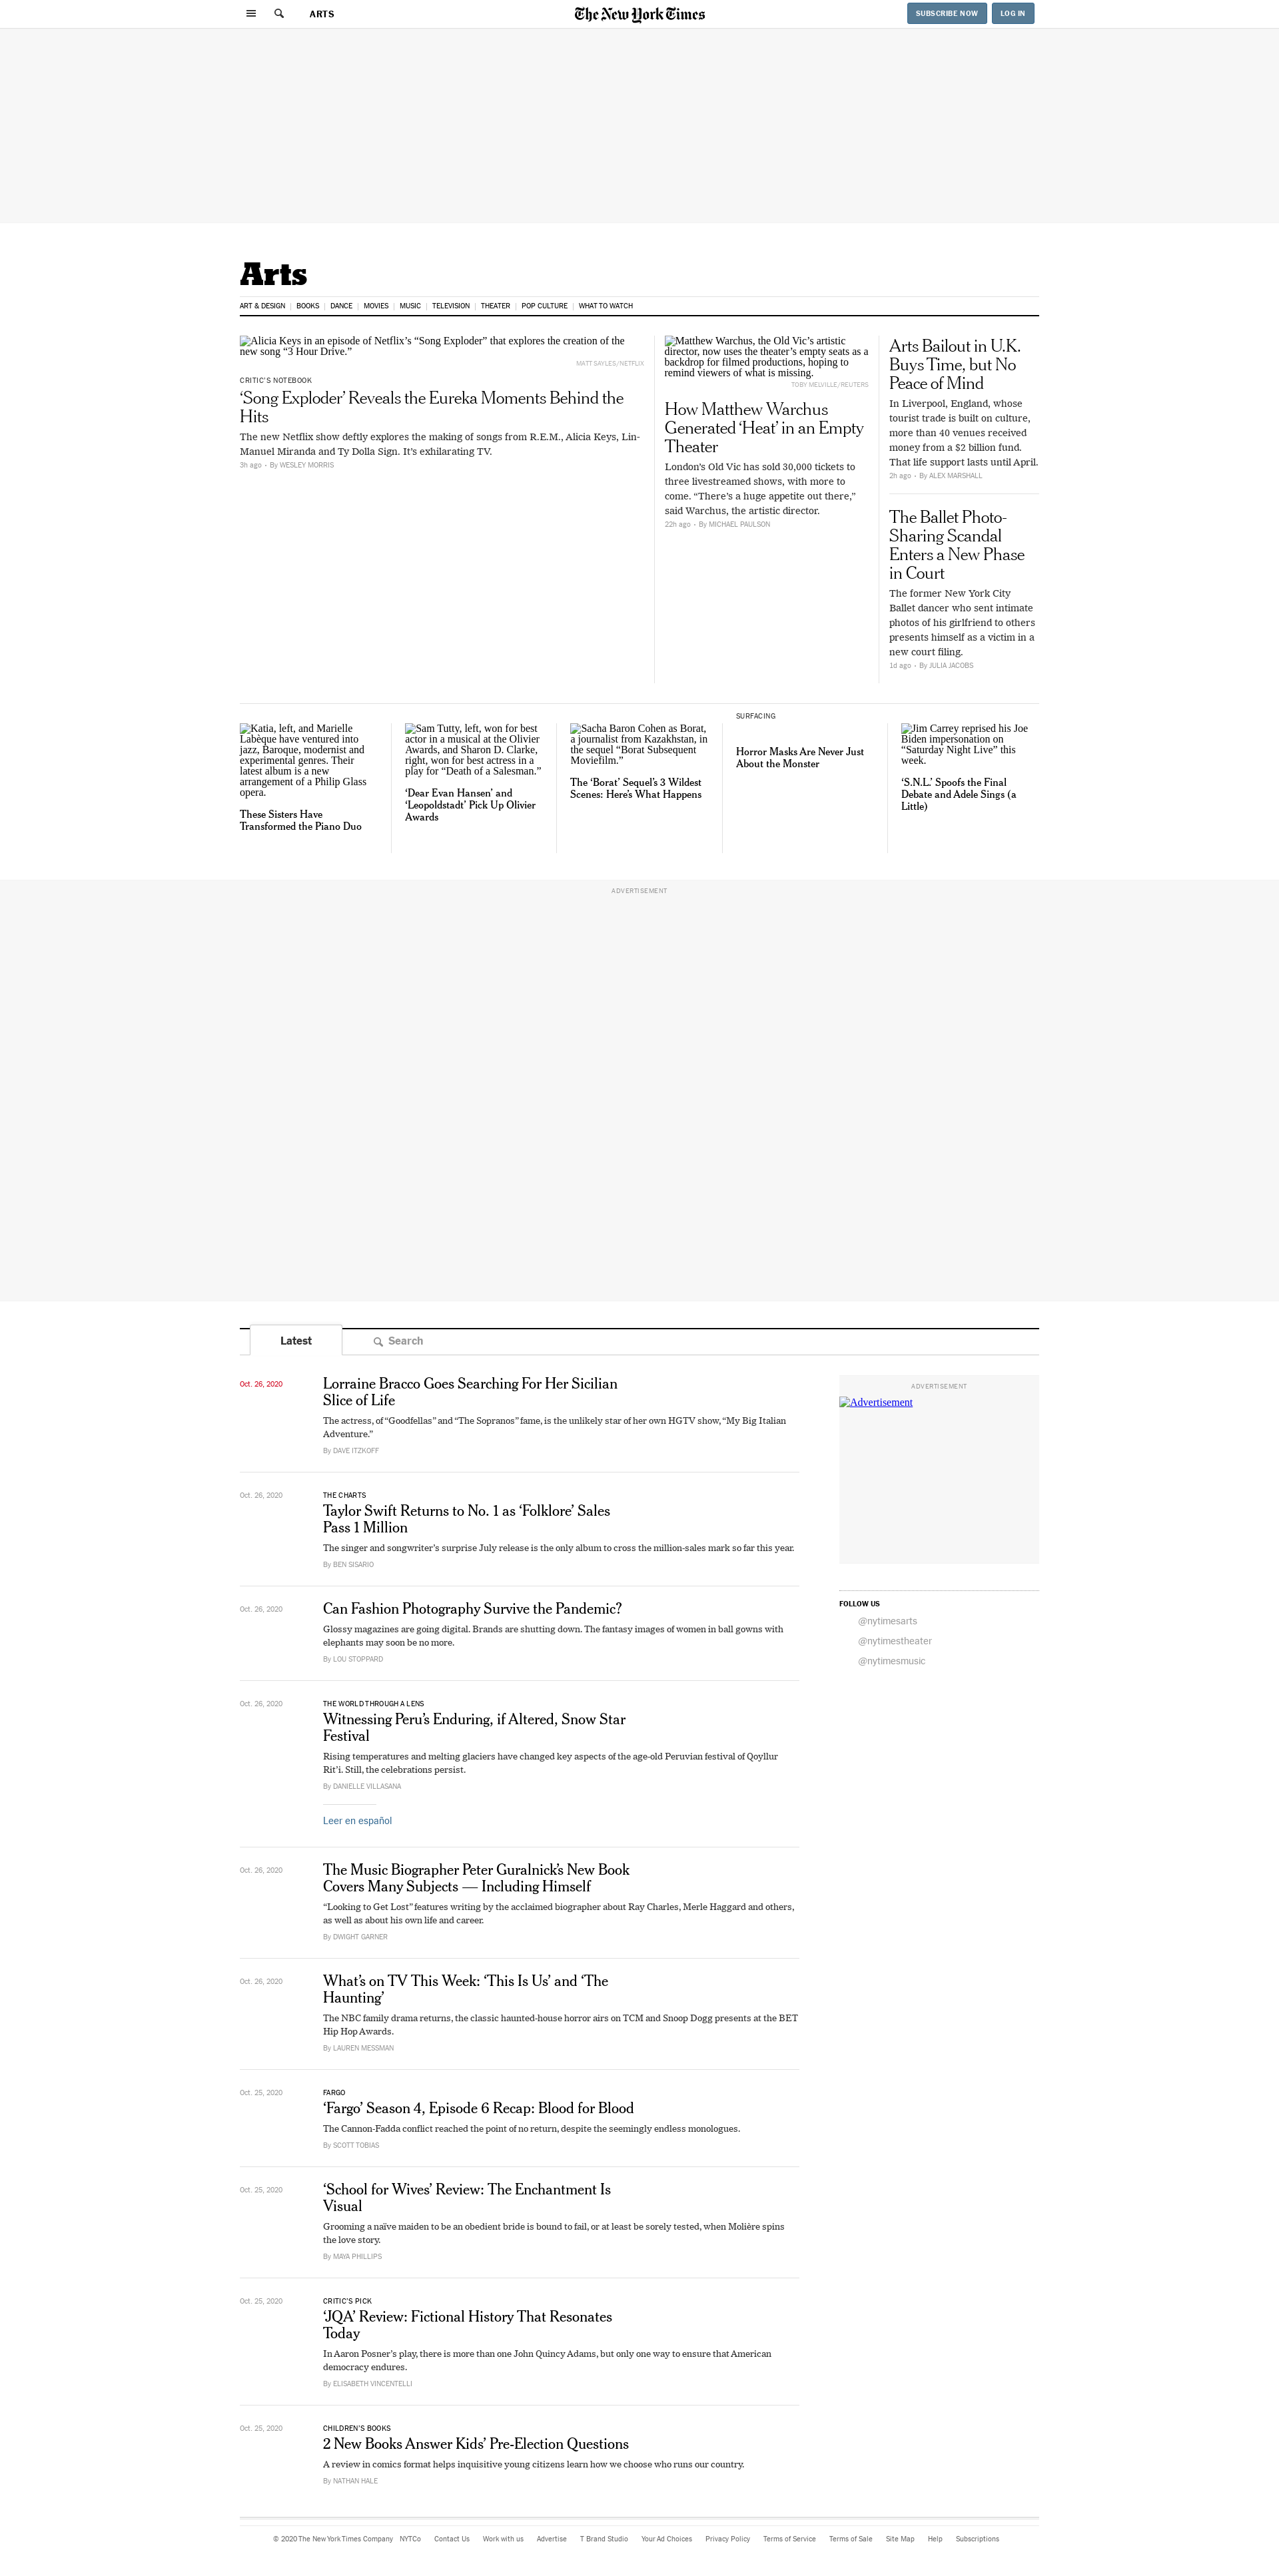 ARTS
The New York Times
SUBSCRIBE NOW
LOG IN
Arts
ART & DESIGN | BOOKS | DANCE | MOVIES | MUSIC | TELEVISION | THEATER | POP CULTURE | WHAT TO WATCH
Alicia Keys in an episode of Netflix’s “Song Exploder” that explores the creation of the
new song “3 Hour Drive.”
MATT SAYLES/NETFLIX
CRITIC’S NOTEBOOK
‘Song Exploder’ Reveals the Eureka Moments Behind the
Hits
The new Netflix show deftly explores the making of songs from R.E.M., Alicia Keys, Lin-
Manuel Miranda and Ty Dolla Sign. It’s exhilarating TV.
3h ago • By WESLEY MORRIS
Matthew Warchus, the Old Vic’s artistic
director, now uses the theater’s empty seats as a
backdrop for filmed productions, hoping to
remind viewers of what is missing.
TOBY MELVILLE/REUTERS
How Matthew Warchus
Generated ‘Heat’ in an Empty
Theater
London’s Old Vic has sold 30,000 tickets to
three livestreamed shows, with more to
come. “There’s a huge appetite out there,”
said Warchus, the artistic director.
22h ago • By MICHAEL PAULSON
Arts Bailout in U.K.
Buys Time, but No
Peace of Mind
In Liverpool, England, whose
tourist trade is built on culture,
more than 40 venues received
money from a $2 billion fund.
That life support lasts until April.
2h ago • By ALEX MARSHALL
The Ballet Photo-
Sharing Scandal
Enters a New Phase
in Court
The former New York City
Ballet dancer who sent intimate
photos of his girlfriend to others
presents himself as a victim in a
new court filing.
1d ago • By JULIA JACOBS
Katia, left, and Marielle
Labèque have ventured into
jazz, Baroque, modernist and
experimental genres. Their
latest album is a new
arrangement of a Philip Glass
opera.
These Sisters Have
Transformed the Piano Duo
Sam Tutty, left, won for best
actor in a musical at the Olivier
Awards, and Sharon D. Clarke,
right, won for best actress in a
play for “Death of a Salesman.”
‘Dear Evan Hansen’ and
‘Leopoldstadt’ Pick Up Olivier
Awards
Sacha Baron Cohen as Borat,
a journalist from Kazakhstan, in
the sequel “Borat Subsequent
Moviefilm.”
The ‘Borat’ Sequel’s 3 Wildest
Scenes: Here’s What Happens
SURFACING
Horror Masks Are Never Just
About the Monster
Jim Carrey reprised his Joe
Biden impersonation on
“Saturday Night Live” this
week.
‘S.N.L.’ Spoofs the Final
Debate and Adele Sings (a
Little)
ADVERTISEMENT
Latest
Search
Oct. 26, 2020
Lorraine Bracco Goes Searching For Her Sicilian
Slice of Life
The actress, of “Goodfellas” and “The Sopranos” fame, is the unlikely star of her own HGTV show, “My Big Italian
Adventure.”
By DAVE ITZKOFF
Oct. 26, 2020
THE CHARTS
Taylor Swift Returns to No. 1 as ‘Folklore’ Sales
Pass 1 Million
The singer and songwriter’s surprise July release is the only album to cross the million-sales mark so far this year.
By BEN SISARIO
Oct. 26, 2020
Can Fashion Photography Survive the Pandemic?
Glossy magazines are going digital. Brands are shutting down. The fantasy images of women in ball gowns with
elephants may soon be no more.
By LOU STOPPARD
Oct. 26, 2020
THE WORLD THROUGH A LENS
Witnessing Peru’s Enduring, if Altered, Snow Star
Festival
Rising temperatures and melting glaciers have changed key aspects of the age-old Peruvian festival of Qoyllur
Rit’i. Still, the celebrations persist.
By DANIELLE VILLASANA
Leer en español
Oct. 26, 2020
The Music Biographer Peter Guralnick’s New Book
Covers Many Subjects — Including Himself
“Looking to Get Lost” features writing by the acclaimed biographer about Ray Charles, Merle Haggard and others,
as well as about his own life and career.
By DWIGHT GARNER
Oct. 26, 2020
What’s on TV This Week: ‘This Is Us’ and ‘The
Haunting’
The NBC family drama returns, the classic haunted-house horror airs on TCM and Snoop Dogg presents at the BET
Hip Hop Awards.
By LAUREN MESSMAN
Oct. 25, 2020
FARGO
‘Fargo’ Season 4, Episode 6 Recap: Blood for Blood
The Cannon-Fadda conflict reached the point of no return, despite the seemingly endless monologues.
By SCOTT TOBIAS
Oct. 25, 2020
‘School for Wives’ Review: The Enchantment Is
Visual
Grooming a naïve maiden to be an obedient bride is bound to fail, or at least be sorely tested, when Molière spins
the love story.
By MAYA PHILLIPS
Oct. 25, 2020
CRITIC’S PICK
‘JQA’ Review: Fictional History That Resonates
Today
In Aaron Posner’s play, there is more than one John Quincy Adams, but only one way to ensure that American
democracy endures.
By ELISABETH VINCENTELLI
Oct. 25, 2020
CHILDREN’S BOOKS
2 New Books Answer Kids’ Pre-Election Questions
A review in comics format helps inquisitive young citizens learn how we choose who runs our country.
By NATHAN HALE
ADVERTISEMENT
Advertisement
FOLLOW US
@nytimesarts
@nytimestheater
@nytimesmusic
© 2020 The New York Times Company NYTCo Contact Us Work with us Advertise T Brand Studio Your Ad Choices Privacy Policy Terms of Service Terms of Sale Site Map Help Subscriptions